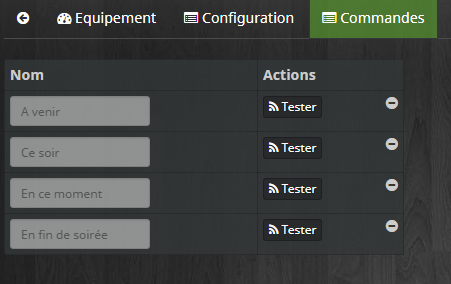 Equipement Configuration Commandes
Nom Actions
A venir Tester
Ce soir Tester
En ce moment Tester
En fin de soirée Tester